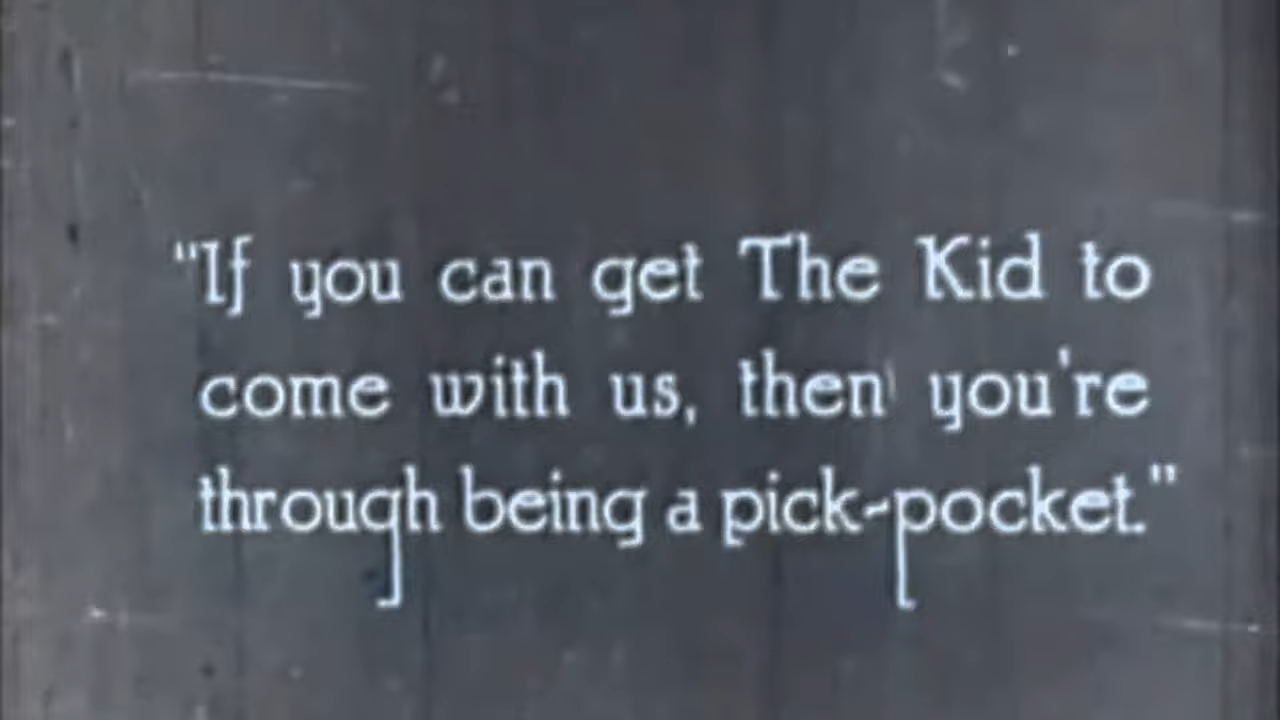 "If you can get The Kid to
come with us, then you're
through being a pick-pocket."